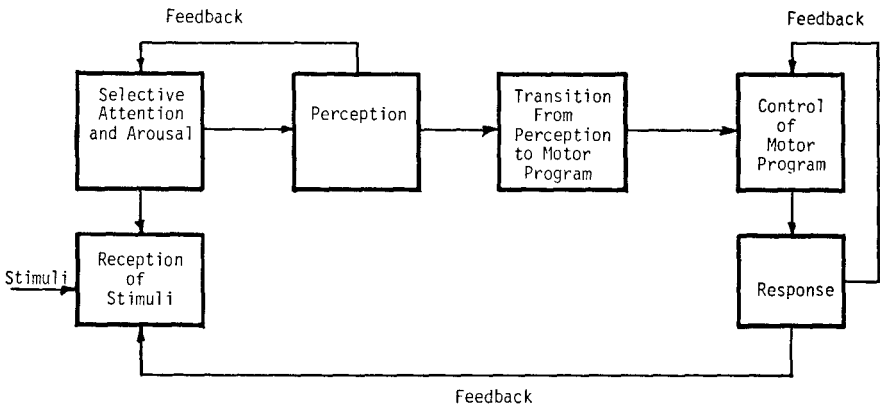 Feedback
Feedback
Selective
Attention
and Arousal
Perception
Transition
From
Perception
to Motor
Program
Control
of
Motor
Program
Stimuli
Reception
of
Stimuli
Response
Feedback